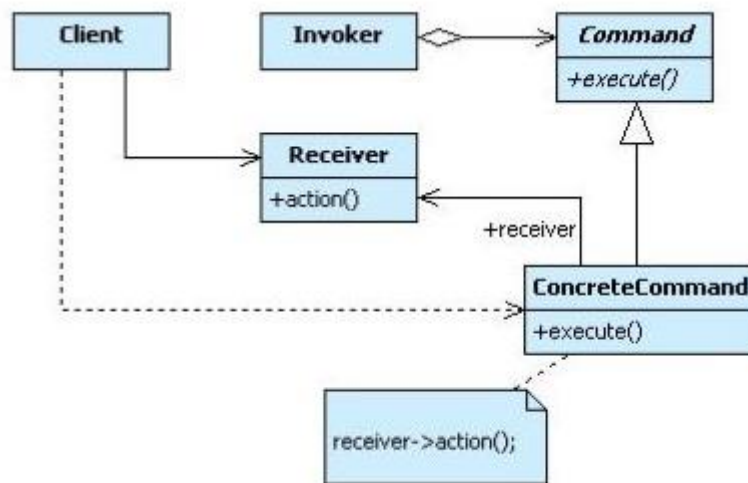 Client
Invoker
Command
+execute()
Receiver
+action()
+receiver
ConcreteCommand
+execute()
receiver->action();